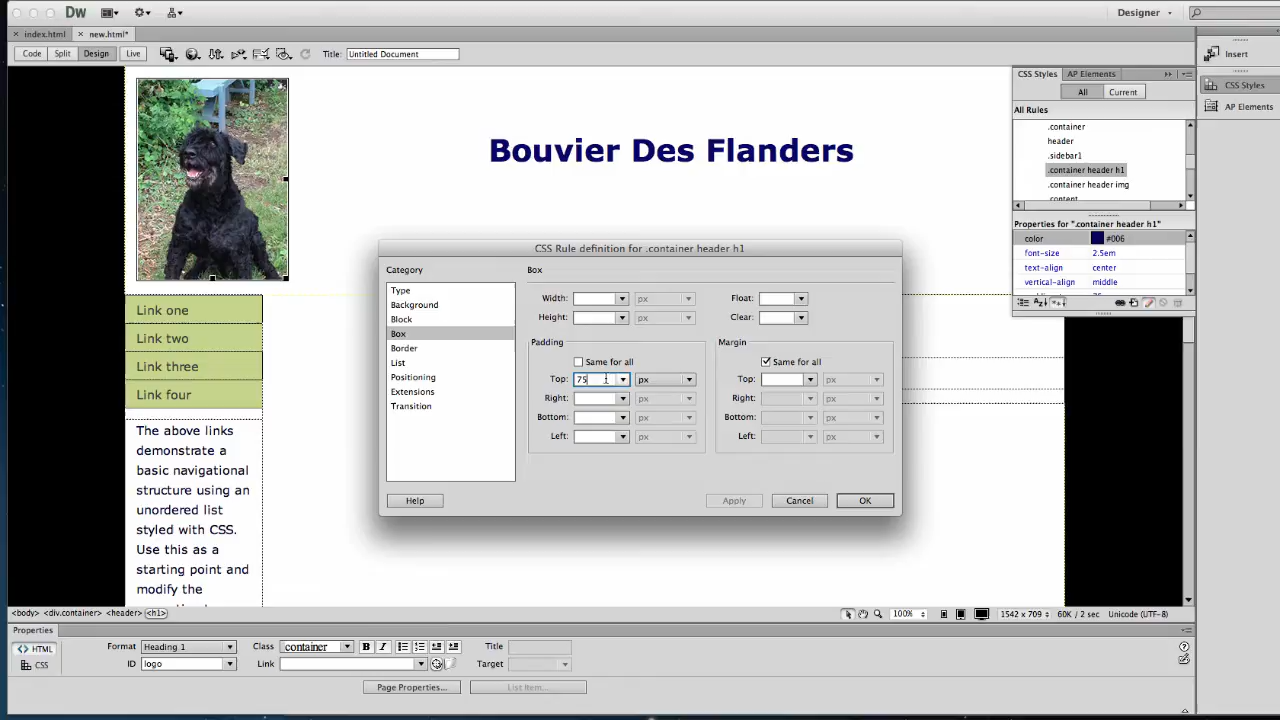 Dw
Designer
index.html
new.html*
Code
Split
Design
Live
Title:
Untitled Document
Insert
CSS Styles
AP Elements
Bouvier Des Flanders
CSS Styles
AP Elements
All
Current
All Rules
.container
header
.sidebar1
.container header h1
.container header img
.content
Properties for ".container header h1"
color
#006
font-size
2.5em
text-align
center
vertical-align
middle
Link one
Link two
Link three
Link four
The above links
demonstrate a
basic navigational
structure using an
unordered list
styled with CSS.
Use this as a
starting point and
modify the
CSS Rule definition for .container header h1
Category
Type
Background
Block
Box
Border
List
Positioning
Extensions
Transition
Box
Width:
px
Float:
Height:
px
Clear:
Padding
Same for all
Top:
75
px
Right:
px
Bottom:
px
Left:
px
Margin
Same for all
Top:
px
Right:
px
Bottom:
px
Left:
px
Help
Apply
Cancel
OK
<body> <div.container> <header> <h1>
100%
1542 x 709
60K / 2 sec
Unicode (UTF-8)
Properties
<> HTML
CSS
Format
Heading 1
Class
container
B
I
Title
ID
logo
Link
Target
Page Properties...
List Item...